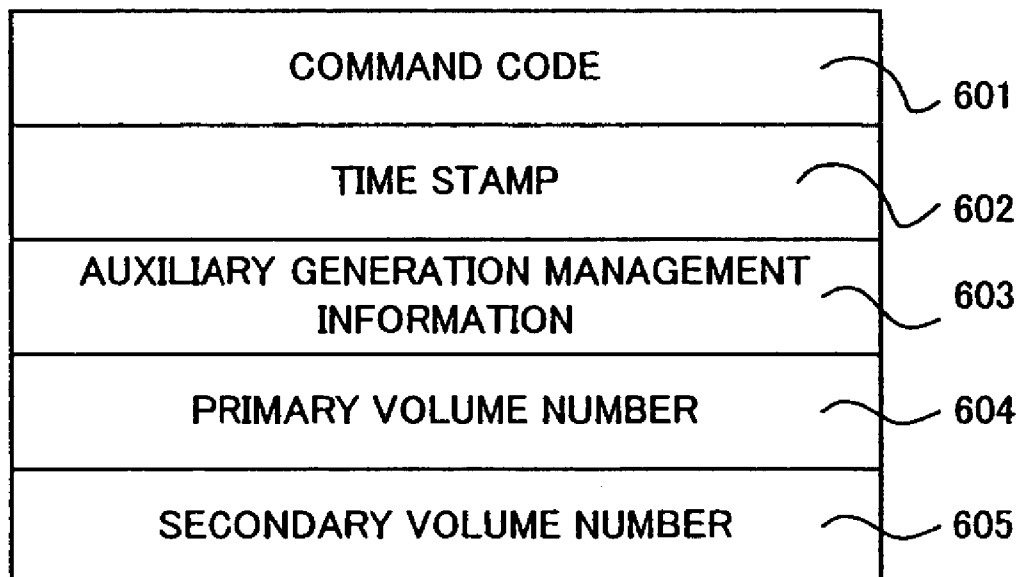 COMMAND CODE
601
TIME STAMP
602
AUXILIARY GENERATION MANAGEMENT
INFORMATION
603
PRIMARY VOLUME NUMBER
604
SECONDARY VOLUME NUMBER
605